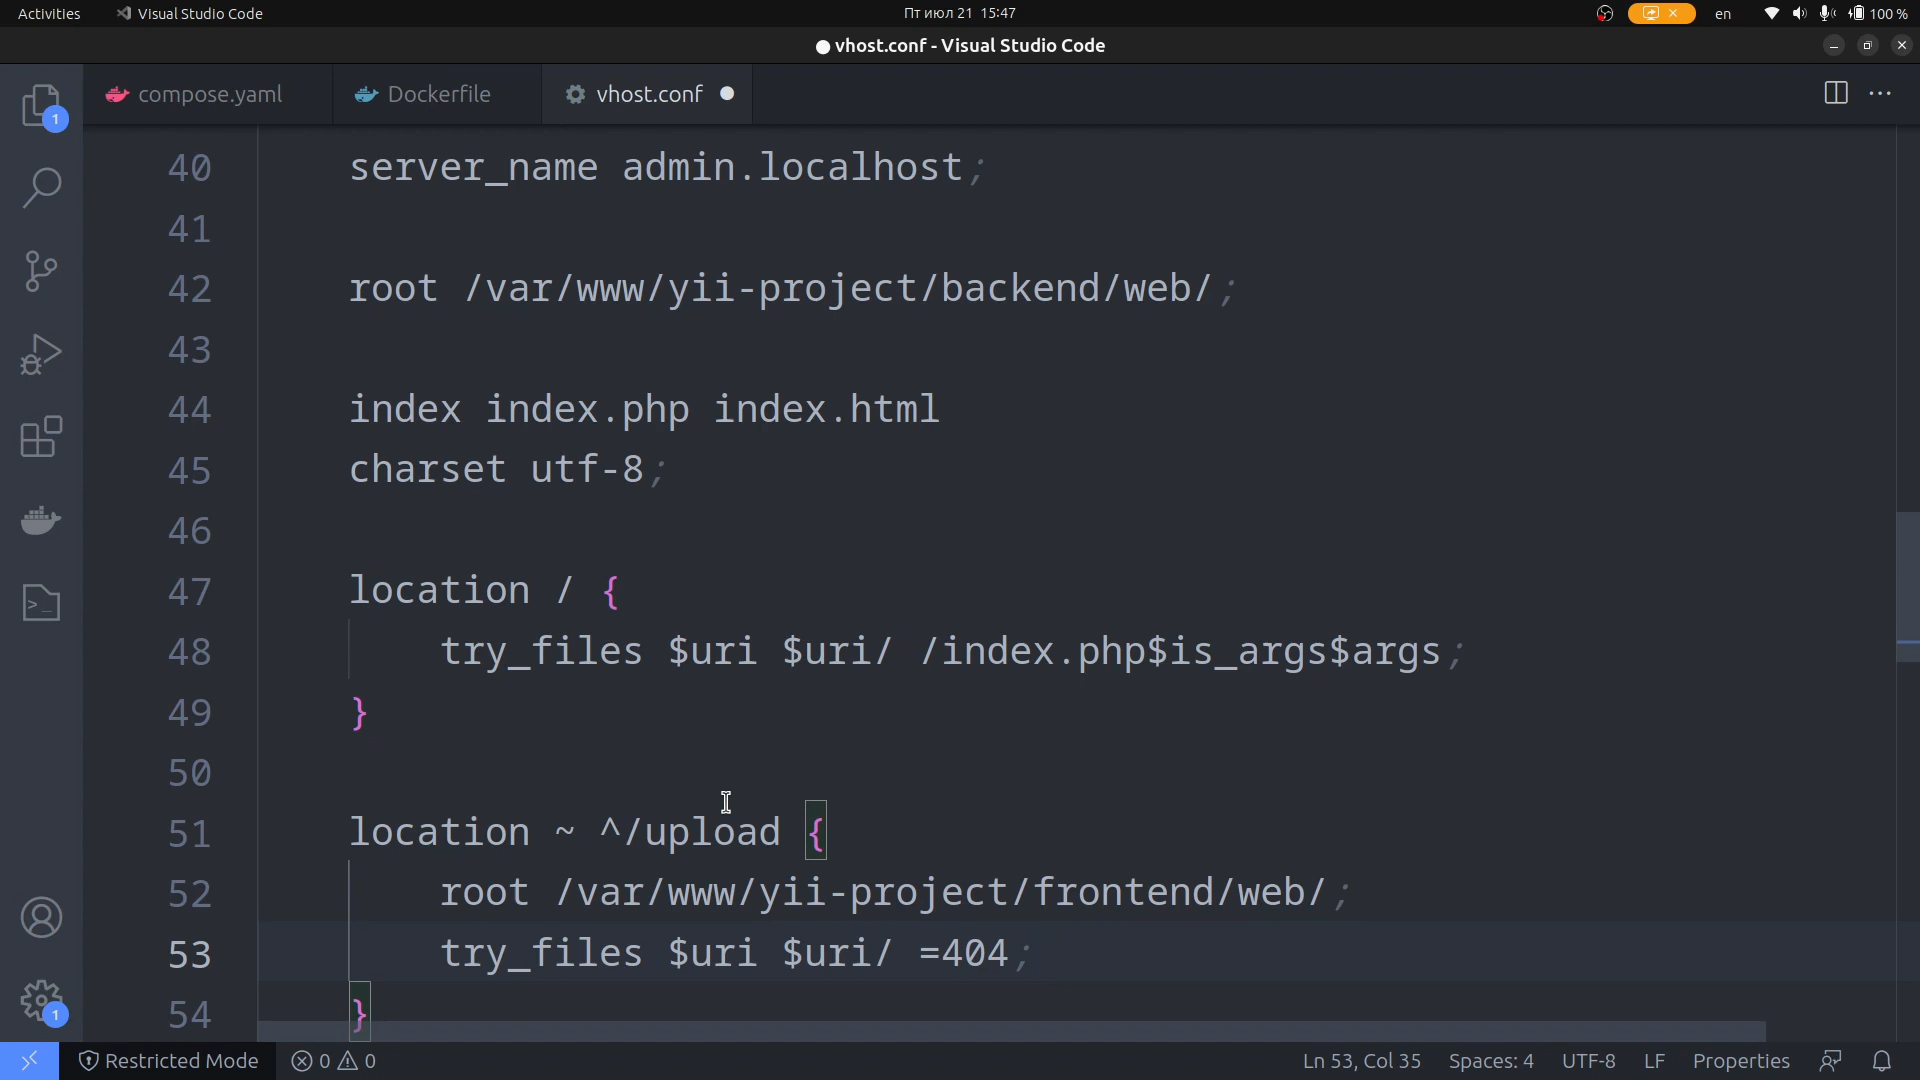 Activities Visual Studio Code Пт июл 21 15:47 en 100 %
vhost.conf - Visual Studio Code
compose.yaml Dockerfile vhost.conf
1
40 server_name admin.localhost;
41
42 root /var/www/yii-project/backend/web/;
43
44 index index.php index.html
45 charset utf-8;
46
47 location / {
48 try_files $uri $uri/ /index.php$is_args$args;
49 }
50
51 location ~ ^/upload {
52 root /var/www/yii-project/frontend/web/;
53 try_files $uri $uri/ =404;
54 }
1
Restricted Mode 0 0 Ln 53, Col 35 Spaces: 4 UTF-8 LF Properties